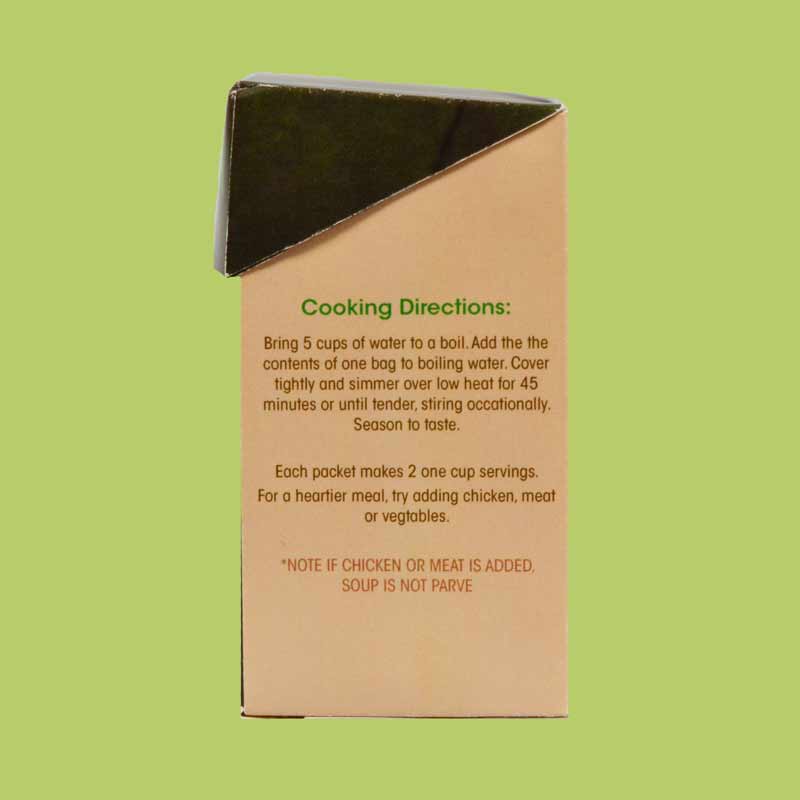 Cooking Directions:
Bring 5 cups of water to a boil. Add the the
contents of one bag to boiling water. Cover
tightly and simmer over low heat for 45
minutes or until tender, stiring occationally.
Season to taste.
Each packet makes 2 one cup servings.
For a heartier meal, try adding chicken, meat
or vegtables.
*NOTE IF CHICKEN OR MEAT IS ADDED,
SOUP IS NOT PARVE